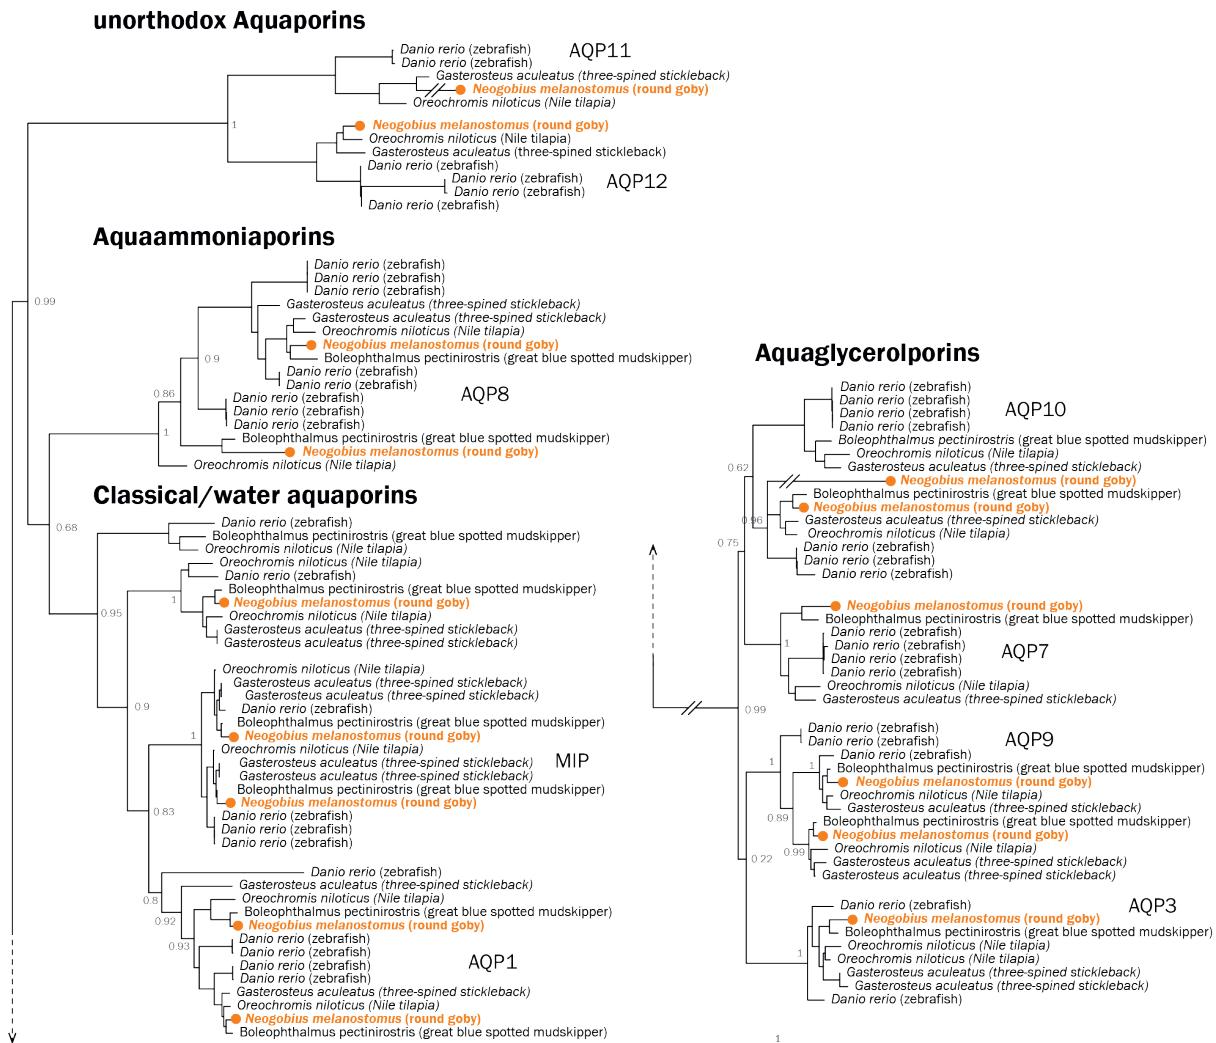 unorthodox Aquaporins
Danio rerio (zebrafish)
AQP11
Danio rerio (zebrafish)
Gasterosteus aculeatus (three-spined stickleback)
Neogobius melanostomus (round goby)
Oreochromis niloticus (Nile tilapia)
1
Neogobius melanostomus (round goby)
Oreochromis niloticus (Nile tilapia)
Gasterosteus aculeatus (three-spined stickleback)
Danio rerio (zebrafish)
Danio rerio (zebrafish)
AQP12
Danio rerio (zebrafish)
Danio rerio (zebrafish)
Aquaammoniaporins
Danio rerio (zebrafish)
Danio rerio (zebrafish)
Danio rerio (zebrafish)
0.99
Gasterosteus aculeatus (three-spined stickleback)
Gasterosteus aculeatus (three-spined stickleback)
Oreochromis niloticus (Nile tilapia)
Neogobius melanostomus (round goby)
0.9
Boleophthalmus pectinirostris (great blue spotted mudskipper)
Danio rerio (zebrafish)
Danio rerio (zebrafish)
0.86
AQP8
Danio rerio (zebrafish)
Danio rerio (zebrafish)
Danio rerio (zebrafish)
1
Boleophthalmus pectinirostris (great blue spotted mudskipper)
Neogobius melanostomus (round goby)
Oreochromis niloticus (Nile tilapia)
Classical/water aquaporins
0.68
Danio rerio (zebrafish)
Boleophthalmus pectinirostris (great blue spotted mudskipper)
Oreochromis niloticus (Nile tilapia)
Oreochromis niloticus (Nile tilapia)
Danio rerio (zebrafish)
Boleophthalmus pectinirostris (great blue spotted mudskipper)
1
Neogobius melanostomus (round goby)
0.95
Oreochromis niloticus (Nile tilapia)
Gasterosteus aculeatus (three-spined stickleback)
Gasterosteus aculeatus (three-spined stickleback)
Oreochromis niloticus (Nile tilapia)
Gasterosteus aculeatus (three-spined stickleback)
Gasterosteus aculeatus (three-spined stickleback)
0.9
Danio rerio (zebrafish)
Boleophthalmus pectinirostris (great blue spotted mudskipper)
1
Neogobius melanostomus (round goby)
Oreochromis niloticus (Nile tilapia)
MIP
Gasterosteus aculeatus (three-spined stickleback)
Gasterosteus aculeatus (three-spined stickleback)
Boleophthalmus pectinirostris (great blue spotted mudskipper)
Neogobius melanostomus (round goby)
0.83
Danio rerio (zebrafish)
Danio rerio (zebrafish)
Danio rerio (zebrafish)
Danio rerio (zebrafish)
Gasterosteus aculeatus (three-spined stickleback)
0.8
Oreochromis niloticus (Nile tilapia)
Boleophthalmus pectinirostris (great blue spotted mudskipper)
0.92
Neogobius melanostomus (round goby)
Danio rerio (zebrafish)
0.93
Danio rerio (zebrafish)
AQP1
Danio rerio (zebrafish)
Danio rerio (zebrafish)
Gasterosteus aculeatus (three-spined stickleback)
Oreochromis niloticus (Nile tilapia)
Neogobius melanostomus (round goby)
Boleophthalmus pectinirostris (great blue spotted mudskipper)
Aquaglycerolporins
Danio rerio (zebrafish)
Danio rerio (zebrafish)
AQP10
Danio rerio (zebrafish)
Danio rerio (zebrafish)
Boleophthalmus pectinirostris (great blue spotted mudskipper)
Oreochromis niloticus (Nile tilapia)
0.62
Gasterosteus aculeatus (three-spined stickleback)
Neogobius melanostomus (round goby)
Boleophthalmus pectinirostris (great blue spotted mudskipper)
Neogobius melanostomus (round goby)
0.96
Gasterosteus aculeatus (three-spined stickleback)
Oreochromis niloticus (Nile tilapia)
0.75
Danio rerio (zebrafish)
Danio rerio (zebrafish)
Danio rerio (zebrafish)
Neogobius melanostomus (round goby)
Boleophthalmus pectinirostris (great blue spotted mudskipper)
Danio rerio (zebrafish)
1
Danio rerio (zebrafish)
AQP7
Danio rerio (zebrafish)
Danio rerio (zebrafish)
Oreochromis niloticus (Nile tilapia)
Gasterosteus aculeatus (three-spined stickleback)
0.99
Danio rerio (zebrafish)
AQP9
Danio rerio (zebrafish)
Danio rerio (zebrafish)
1
1
Boleophthalmus pectinirostris (great blue spotted mudskipper)
Neogobius melanostomus (round goby)
Oreochromis niloticus (Nile tilapia)
Gasterosteus aculeatus (three-spined stickleback)
0.89
Boleophthalmus pectinirostris (great blue spotted mudskipper)
Neogobius melanostomus (round goby)
0.99
Oreochromis niloticus (Nile tilapia)
0.22
Gasterosteus aculeatus (three-spined stickleback)
Gasterosteus aculeatus (three-spined stickleback)
Danio rerio (zebrafish)
AQP3
Neogobius melanostomus (round goby)
Boleophthalmus pectinirostris (great blue spotted mudskipper)
Oreochromis niloticus (Nile tilapia)
1
Oreochromis niloticus (Nile tilapia)
Gasterosteus aculeatus (three-spined stickleback)
Gasterosteus aculeatus (three-spined stickleback)
Danio rerio (zebrafish)
1